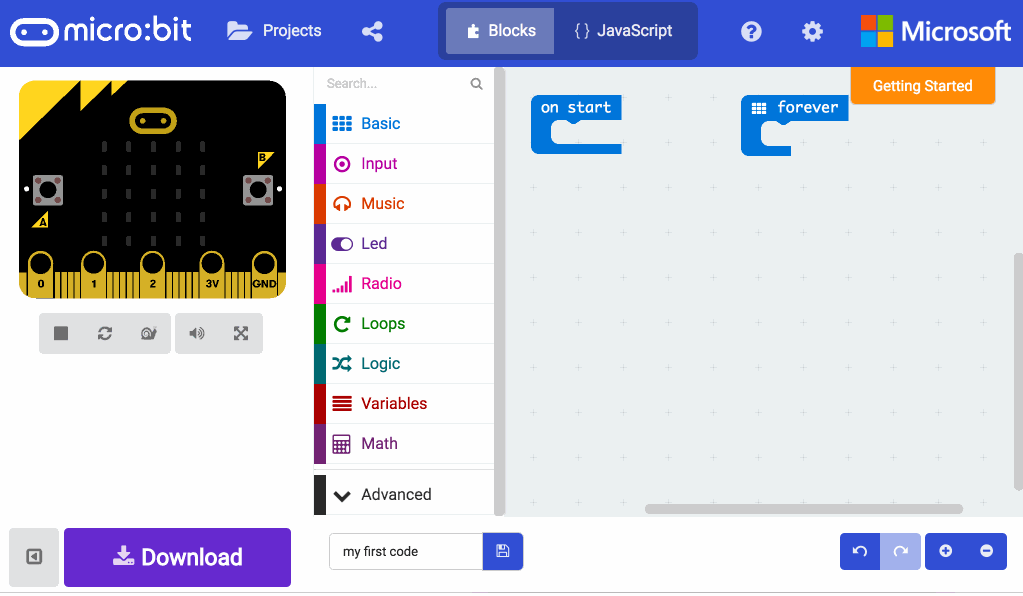 micro:bit
Projects
Blocks
{ } JavaScript
Microsoft
Getting Started
Search...
Basic
Input
Music
Led
Radio
Loops
Logic
Variables
Math
Advanced
on start
forever
B
A
0 1 2 3V GND
Download
my first code